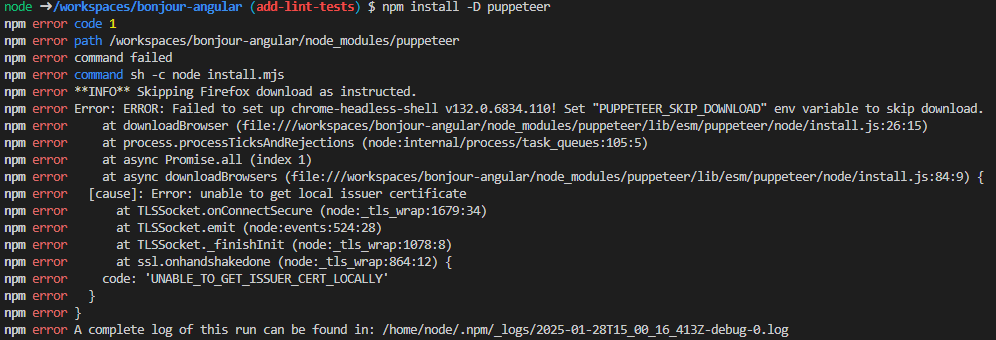 node ➜/workspaces/bonjour-angular (add-lint-tests) $ npm install -D puppeteer
npm error code 1
npm error path /workspaces/bonjour-angular/node_modules/puppeteer
npm error command failed
npm error command sh -c node install.mjs
npm error **INFO** Skipping Firefox download as instructed.
npm error Error: ERROR: Failed to set up chrome-headless-shell v132.0.6834.110! Set "PUPPETEER_SKIP_DOWNLOAD" env variable to skip download.
npm error     at downloadBrowser (file:///workspaces/bonjour-angular/node_modules/puppeteer/lib/esm/puppeteer/node/install.js:26:15)
npm error     at process.processTicksAndRejections (node:internal/process/task_queues:105:5)
npm error     at async Promise.all (index 1)
npm error     at async downloadBrowsers (file:///workspaces/bonjour-angular/node_modules/puppeteer/lib/esm/puppeteer/node/install.js:84:9) {
npm error   [cause]: Error: unable to get local issuer certificate
npm error       at TLSSocket.onConnectSecure (node:_tls_wrap:1679:34)
npm error       at TLSSocket.emit (node:events:524:28)
npm error       at TLSSocket._finishInit (node:_tls_wrap:1078:8)
npm error       at ssl.onhandshakedone (node:_tls_wrap:864:12) {
npm error     code: 'UNABLE_TO_GET_ISSUER_CERT_LOCALLY'
npm error   }
npm error }
npm error A complete log of this run can be found in: /home/node/.npm/_logs/2025-01-28T15_00_16_413Z-debug-0.log